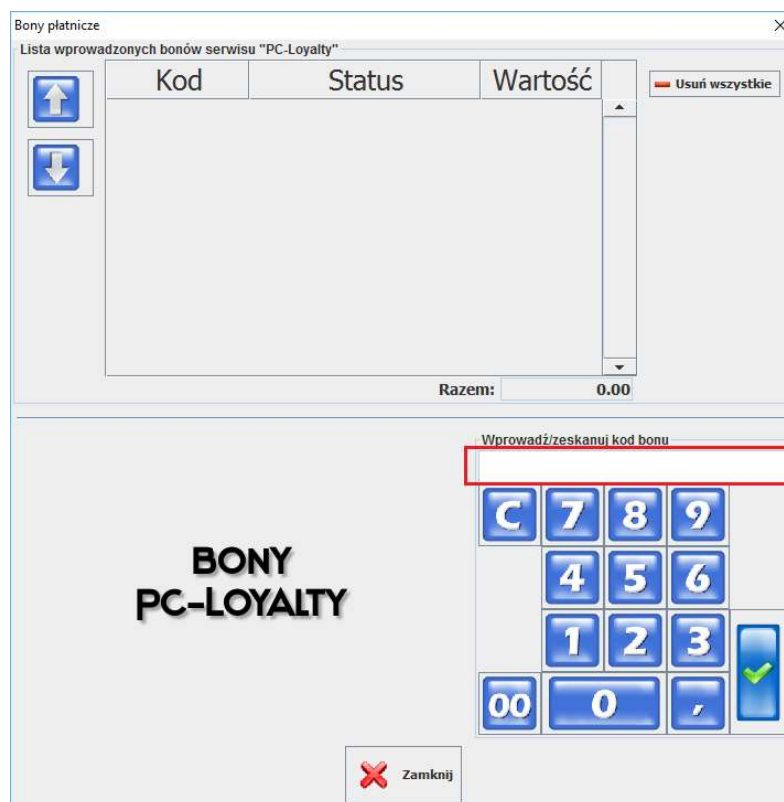 Bony płatnicze
Lista wprowadzonych bonów serwisu "PC-Loyalty"
Kod Status Wartość
Usuń wszystkie
Razem: 0.00
Wprowadź/zeskanuj kod bonu
C 7 8 9
BONY
PC-LOYALTY
4 5 6
1 2 3
00 0 ,
Zamknij